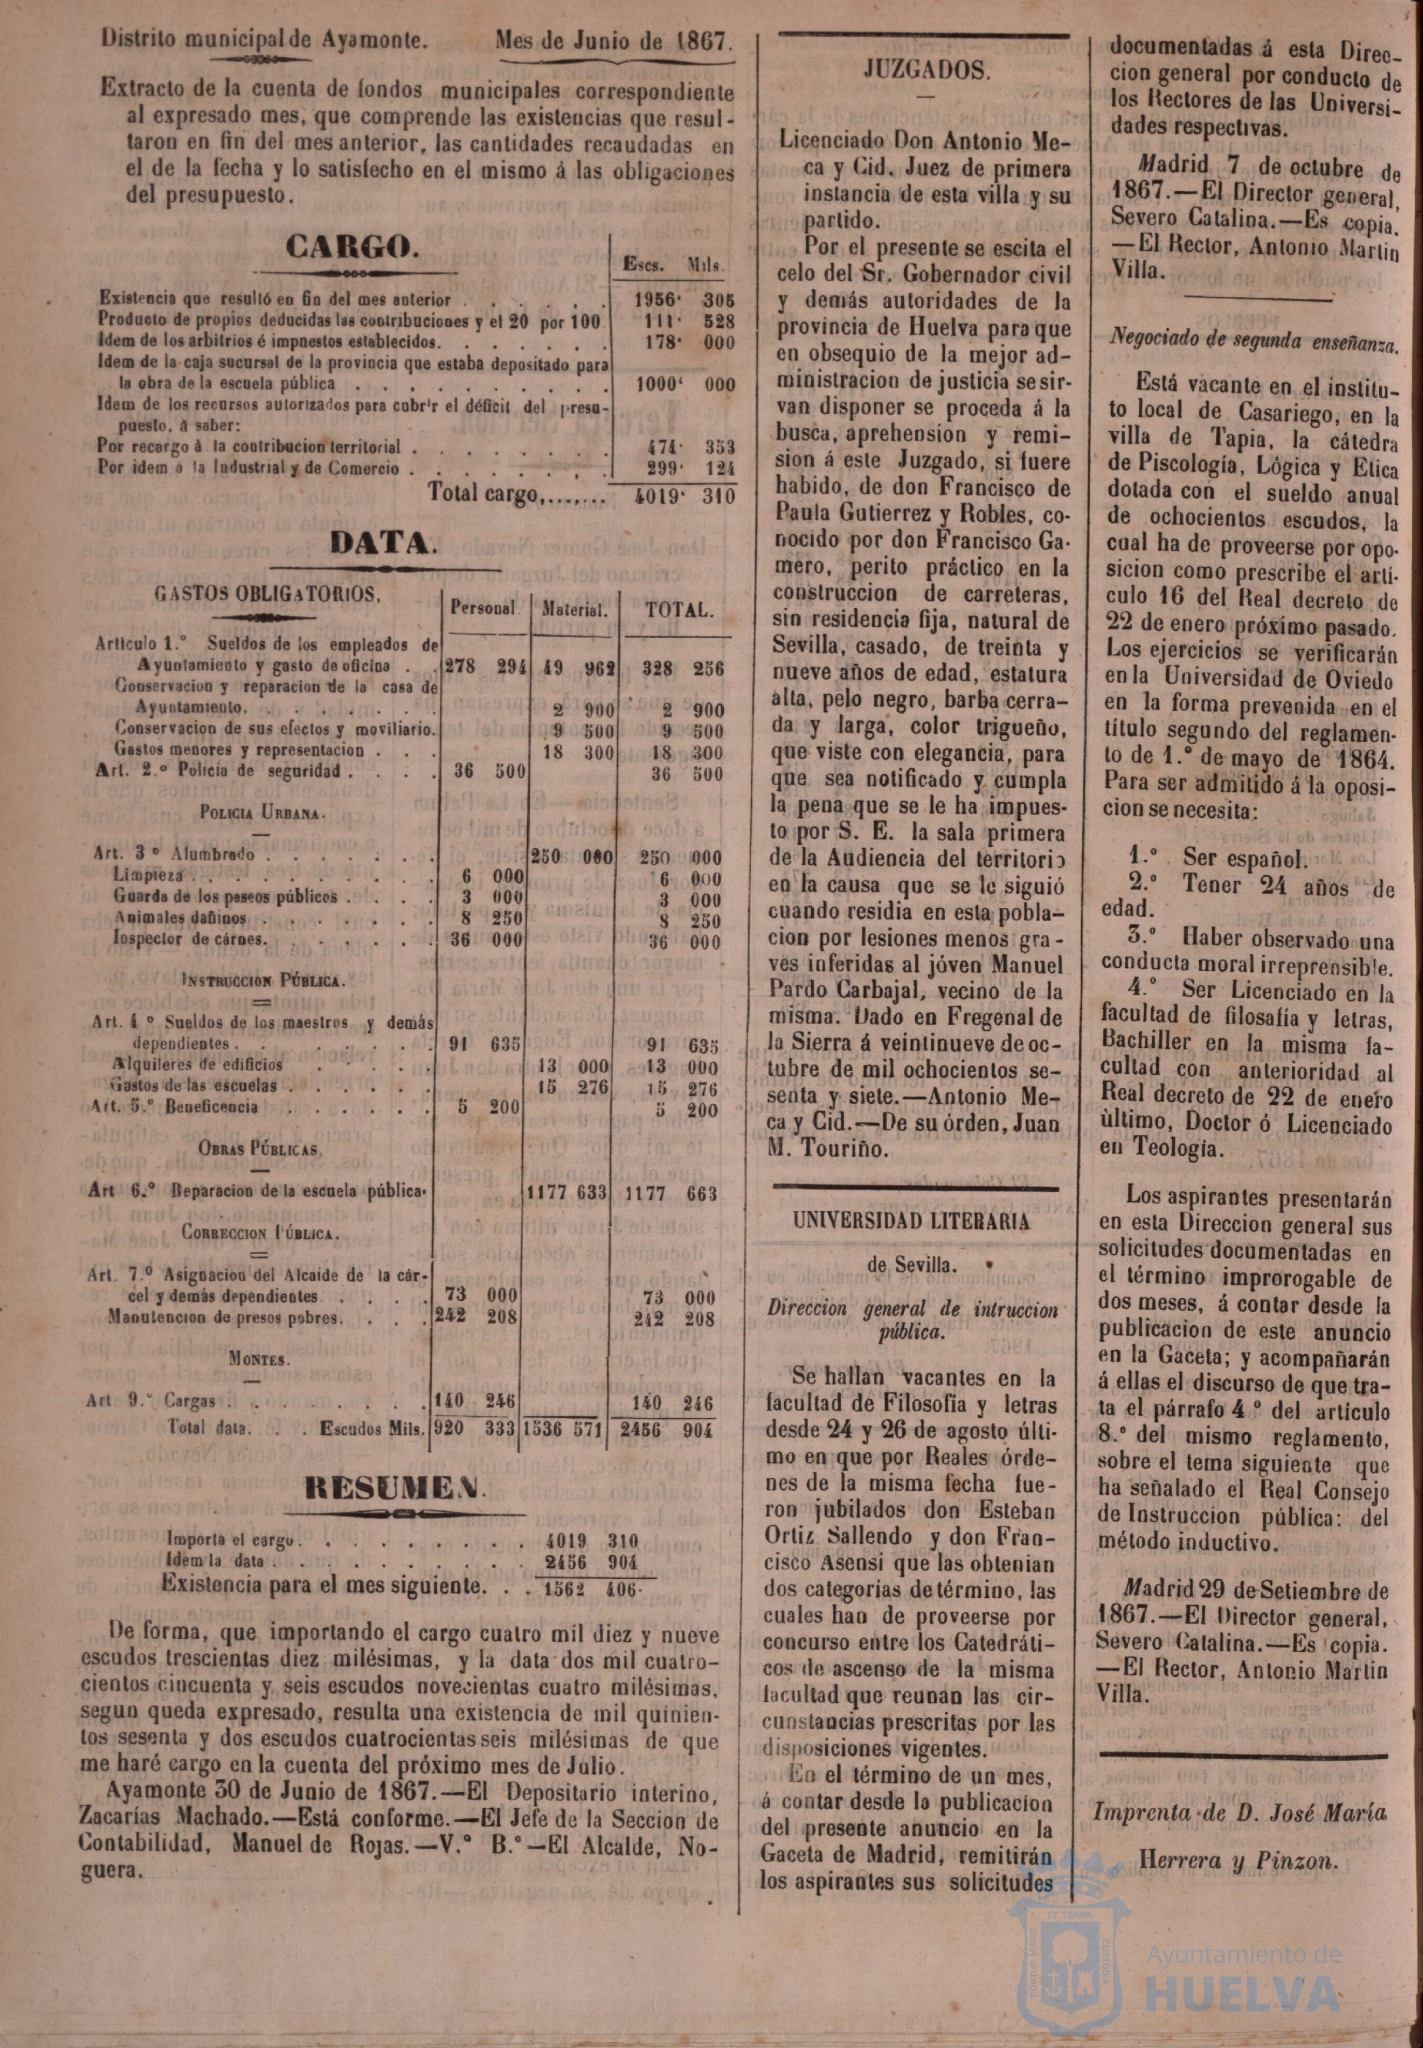 Distrito municipal de Ayamonte. Mes de Junio de 1867.
Extracto de la cuenta de fondos municipales correspondiente
al expresado mes, que comprende las existencias que resul-
taron en fin del mes anterior, las cantidades recaudadas en
el de la fecha y lo satisfecho en el mismo á las obligaciones
del presupuesto.
CARGO.
Escs. Mils.
Existencia que resultó en fin del mes anterior . . . . . . 1956· 305
Producto de propios deducidas las contribuciones y el 20 por 100 111· 528
Idem de los arbitrios é impuestos establecidos. . . . . . . 178· 000
Idem de la caja sucursal de la provincia que estaba depositado para
la obra de la escuela pública . . . . . . . . . . 1000· 000
Idem de los recursos autorizados para cubrir el déficit del presu-
puesto, á saber:
Por recargo á la contribucion territorial . . . . . . . . 474· 353
Por idem a la Industrial y de Comercio . . . . . . . . 299· 124
Total cargo,........ 4019· 310
DATA.
GASTOS OBLIGATORIOS.
Personal Material. TOTAL.
Articulo 1.º Sueldos de los empleados de
Ayuntamiento y gasto de oficina . . 278 294 49 962 328 256
Conservacion y reparacion de la casa de
Ayuntamiento. . . . . . . . 2 900 2 900
Conservacion de sus efectos y moviliario. 9 500 9 500
Gastos menores y representacion . . . 18 300 18 300
Art. 2.º Policia de seguridad . . . . 36 500 36 500
POLICIA URBANA.
Art. 3º Alumbrado . . . . . . . 250 000 250 000
Limpieza . . . . . . . . . 6 000 6 000
Guarda de los paseos públicos . . . . 3 000 3 000
Animales dañinos . . . . . . . 8 250 8 250
Inspector de cárnes. . . . . . . 36 000 36 000
INSTRUCCION PÚBLICA.
Art. 4º Sueldos de los maestros y demás
dependientes . . . . . . . . 91 635 91 635
Alquileres de edificios . . . . . 13 000 13 000
Gastos de las escuelas . . . . . . 15 276 15 276
Art. 5.º Beneficencia . . . . . . 5 200 5 200
OBRAS PÚBLICAS.
Art 6.º Reparacion de la escuela pública· 1177 633 1177 663
CORRECCION PÚBLICA.
Art. 7.º Asignacion del Alcaide de la cár-
cel y demás dependientes . . . . . 73 000 73 000
Manutencion de presos pobres. . . . 242 208 242 208
MONTES.
Art 9.º Cargas . . . . . . . . 140 246 140 246
Total data. . . Escudos Mils. 920 333 1536 571 2456 904
RESUMEN.
Importa el cargo. . . . . . . . . 4019 310
Idem la data . . . . . . . . . . 2456 904
Existencia para el mes siguiente. . . 1562 406·
De forma, que importando el cargo cuatro mil diez y nueve
escudos trescientas diez milésimas, y la data dos mil cuatro-
cientos cincuenta y seis escudos novecientas cuatro milésimas,
segun queda expresado, resulta una existencia de mil quinien-
tos sesenta y dos escudos cuatrocientas seis milésimas de que
me haré cargo en la cuenta del próximo mes de Julio.
Ayamonte 30 de Junio de 1867.—El Depositario interino,
Zacarías Machado.—Está conforme.—El Jefe de la Seccion de
Contabilidad, Manuel de Rojas.—V.º B.º—El Alcalde, No-
guera.
JUZGADOS.
Licenciado Don Antonio Me-
ca y Cid. Juez de primera
instancia de esta villa y su
partido.
Por el presente se escita el
celo del Sr. Gobernador civil
y demás autoridades de la
provincia de Huelva para que
en obsequio de la mejor ad-
ministracion de justicia se sir-
van disponer se proceda á la
busca, aprehension y remi-
sion á este Juzgado, si fuere
habido, de don Francisco de
Paula Gutierrez y Robles, co-
nocido por don Francisco Ga-
mero, perito práctico en la
construccion de carreteras,
sin residencia fija, natural de
Sevilla, casado, de treinta y
nueve años de edad, estatura
alta, pelo negro, barba cerra-
da y larga, color trigueño,
que viste con elegancia, para
que sea notificado y cumpla
la pena que se le ha impues-
to por S. E. la sala primera
de la Audiencia del territorio
en la causa que se le siguió
cuando residia en esta pobla-
cion por lesiones menos gra-
ves inferidas al jóven Manuel
Pardo Carbajal, vecino de la
misma. Dado en Fregenal de
la Sierra á veintinueve de oc-
tubre de mil ochocientos se-
senta y siete.—Antonio Me-
ca y Cid.—De su órden, Juan
M. Touriño.
UNIVERSIDAD LITERARIA
de Sevilla.
Direccion general de intruccion
pública.
Se hallan vacantes en la
facultad de Filosofía y letras
desde 24 y 26 de agosto últi-
mo en que por Reales órde-
nes de la misma fecha fue-
ron jubilados don Esteban
Ortiz Sallendo y don Fran-
cisco Asensi que las obtenian
dos categorías de término, las
cuales han de proveerse por
concurso entre los Catedráti-
cos de ascenso de la misma
facultad que reunan las cir-
cunstancias prescritas por las
disposiciones vigentes.
En el término de un mes,
á contar desde la publicacion
del presente anuncio en la
Gaceta de Madrid, remitirán
los aspirantes sus solicitudes
documentadas á esta Direc-
cion general por conducto de
los Rectores de las Universi-
dades respectivas.
Madrid 7 de octubre de
1867.—El Director general,
Severo Catalina.—Es copia.
—El Rector, Antonio Martin
Villa.
Negociado de segunda enseñanza.
Está vacante en el institu-
to local de Casariego, en la
villa de Tapia, la cátedra
de Piscología, Lógica y Etica
dotada con el sueldo anual
de ochocientos escudos, la
cual ha de proveerse por opo-
sicion como prescribe el artí-
culo 16 del Real decreto de
22 de enero próximo pasado.
Los ejercicios se verificarán
en la Universidad de Oviedo
en la forma prevenida en el
título segundo del reglamen-
to de 1.º de mayo de 1864.
Para ser admitido á la oposi-
cion se necesita:
1.º Ser español.
2.º Tener 24 años de
edad.
3.º Haber observado una
conducta moral irreprensible.
4.º Ser Licenciado en la
facultad de filosafía y letras,
Bachiller en la misma fa-
cultad con anterioridad al
Real decreto de 22 de enero
ùltimo, Doctor ó Licenciado
en Teología.
Los aspirantes presentarán
en esta Direccion general sus
solicitudes documentadas en
el término improrogable de
dos meses, á contar desde la
publicacion de este anuncio
en la Gaceta; y acompañarán
á ellas el discurso de que tra-
ta el párrafo 4º del artículo
8.º del mismo reglamento,
sobre el tema siguiente que
ha señalado el Real Consejo
de Instruccion pública: del
método inductivo.
Madrid 29 de Setiembre de
1867.—El Director general,
Severo Catalina.—Es copia.
—El Rector, Antonio Martin
Villa.
Imprenta de D. José María
Herrera y Pinzon.
Ayuntamiento de
HUELVA